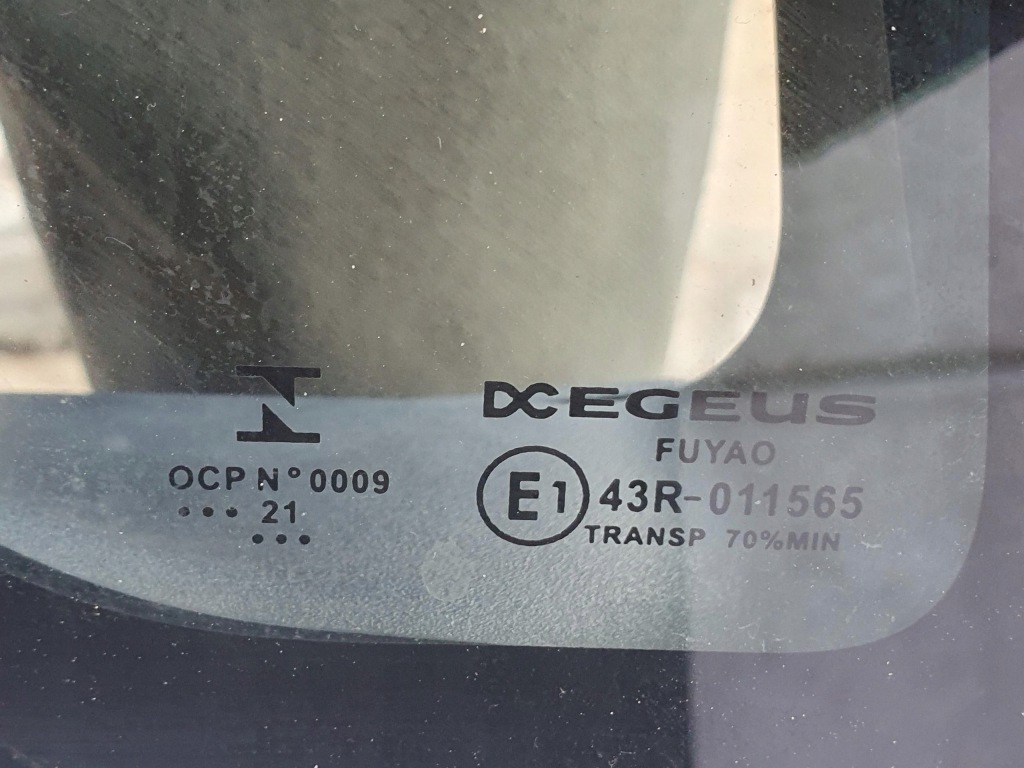 OCP N° 0009
••• 21
•••
EGEUS
FUYAO
E1 43R-011565
TRANSP 70%MIN